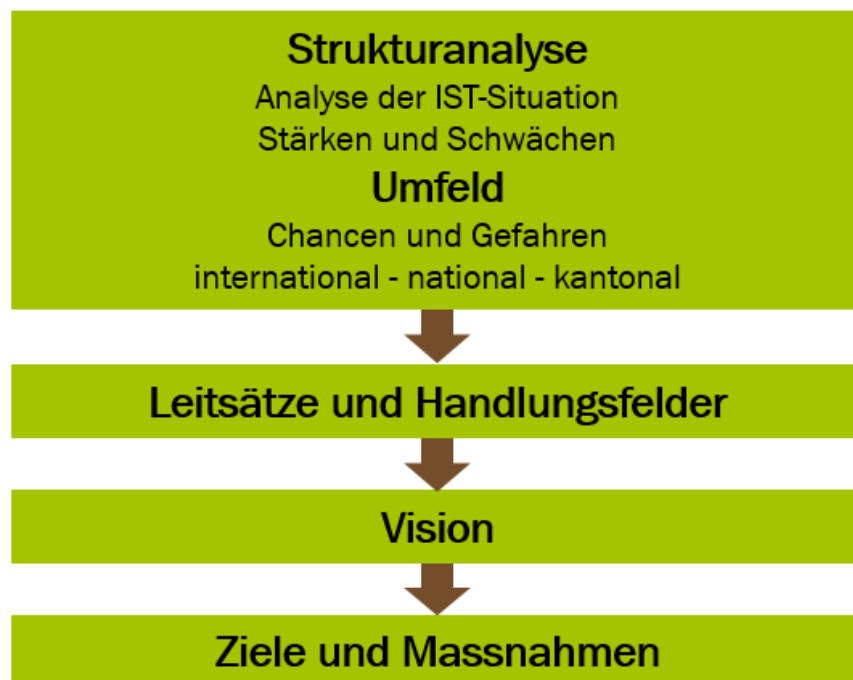 Strukturanalyse
Analyse der IST-Situation
Stärken und Schwächen
Umfeld
Chancen und Gefahren
international - national - kantonal
Leitsätze und Handlungsfelder
Vision
Ziele und Massnahmen